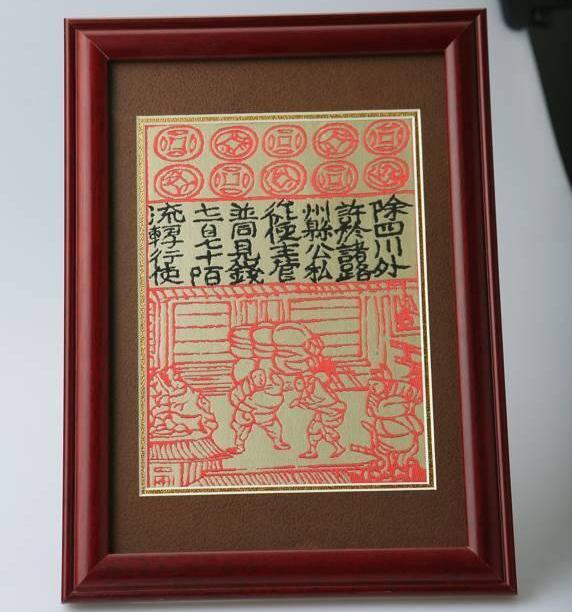 除四川外
許於諸路
州縣公私
從便主管
並同見錢
七百七十陌
流轉行使